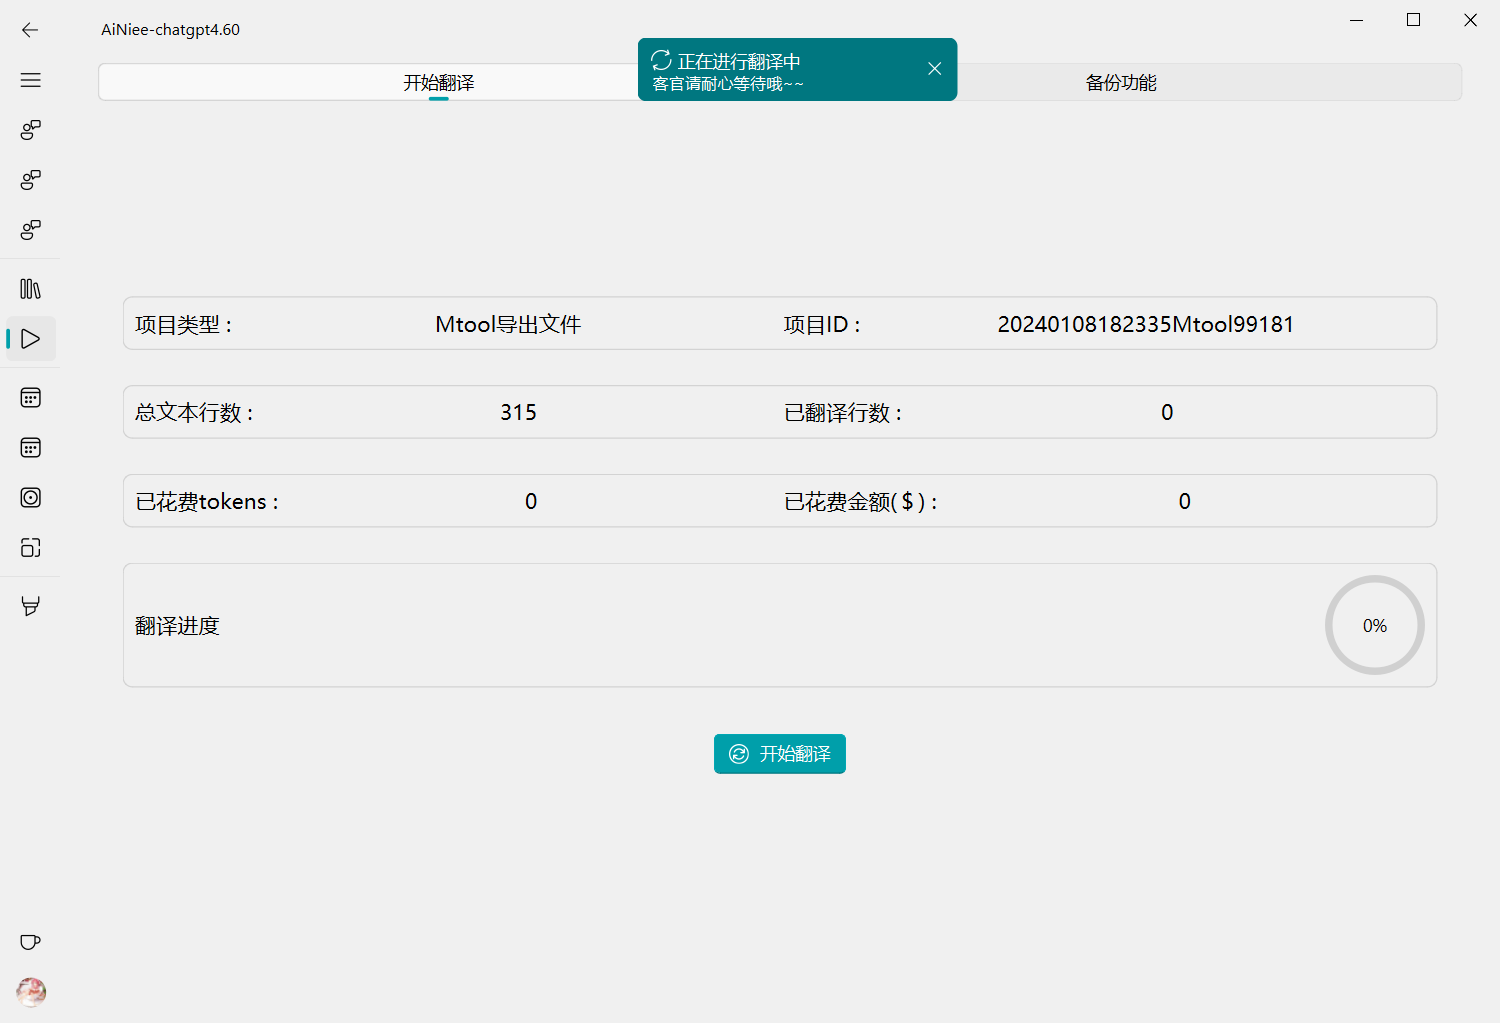 AiNiee-chatgpt4.60
正在进行翻译中
客官请耐心等待哦~~
开始翻译
备份功能
项目类型 :
Mtool导出文件
项目ID :
20240108182335Mtool99181
总文本行数 :
315
已翻译行数 :
0
已花费tokens :
0
已花费金额(＄) :
0
翻译进度
0%
开始翻译